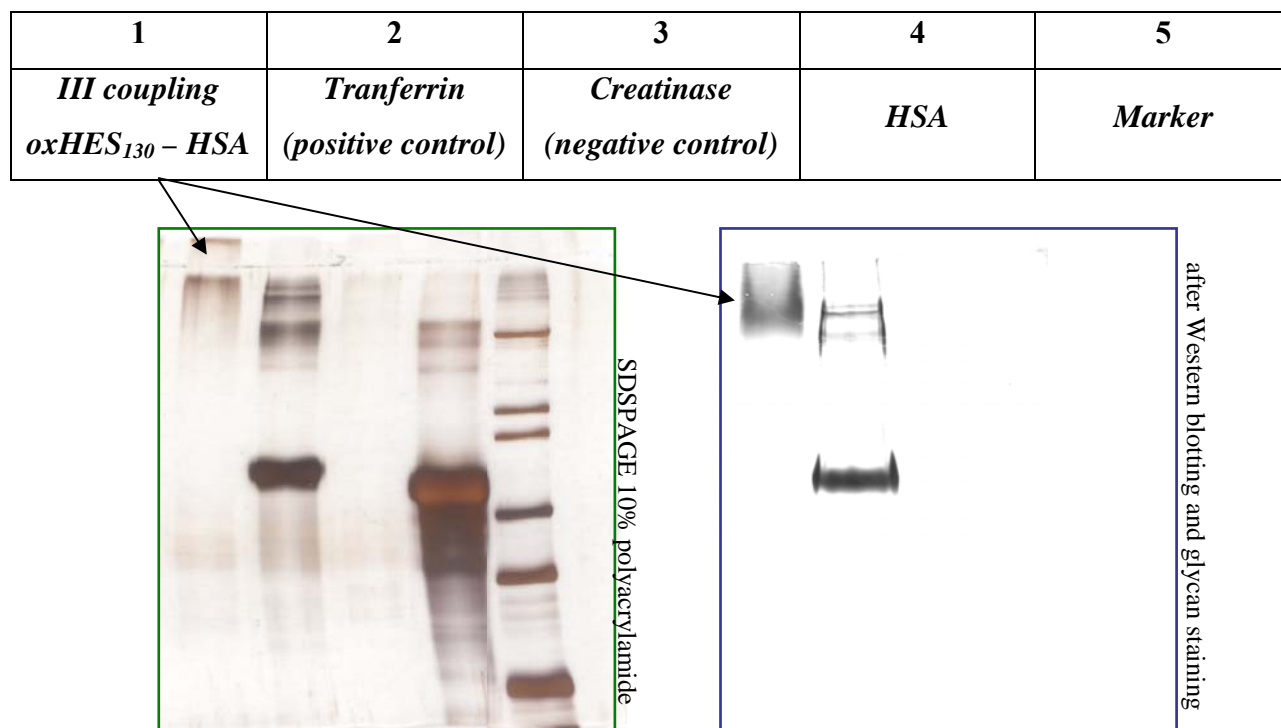 1 2 3 4 5
III coupling Tranferrin Creatinase HSA Marker
oxHES130 – HSA (positive control) (negative control)
SDSPAGE 10% polyacrylamide
after Western blotting and glycan staining